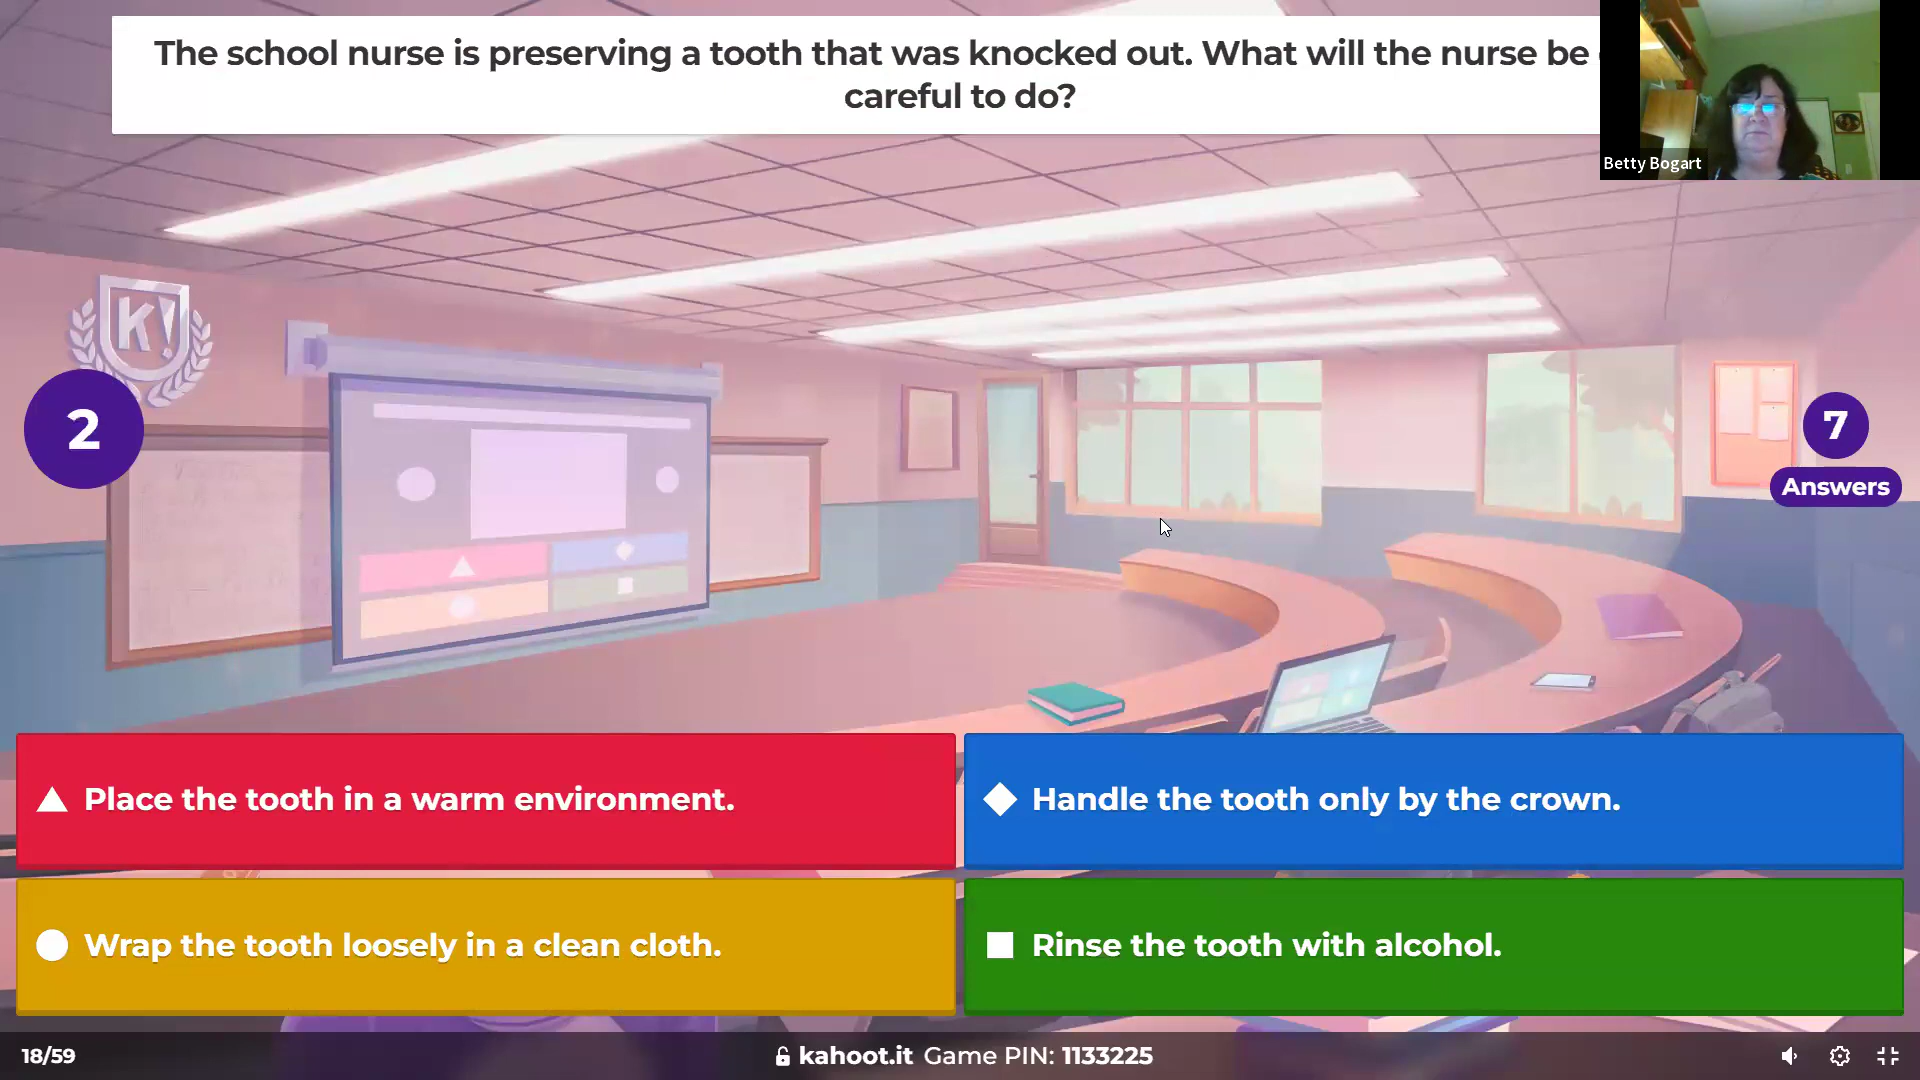 The school nurse is preserving a tooth that was knocked out. What will the nurse be
careful to do?
Betty Bogart
K!
2
7
Answers
Place the tooth in a warm environment.
Handle the tooth only by the crown.
Wrap the tooth loosely in a clean cloth.
Rinse the tooth with alcohol.
18/59
kahoot.it Game PIN: 1133225